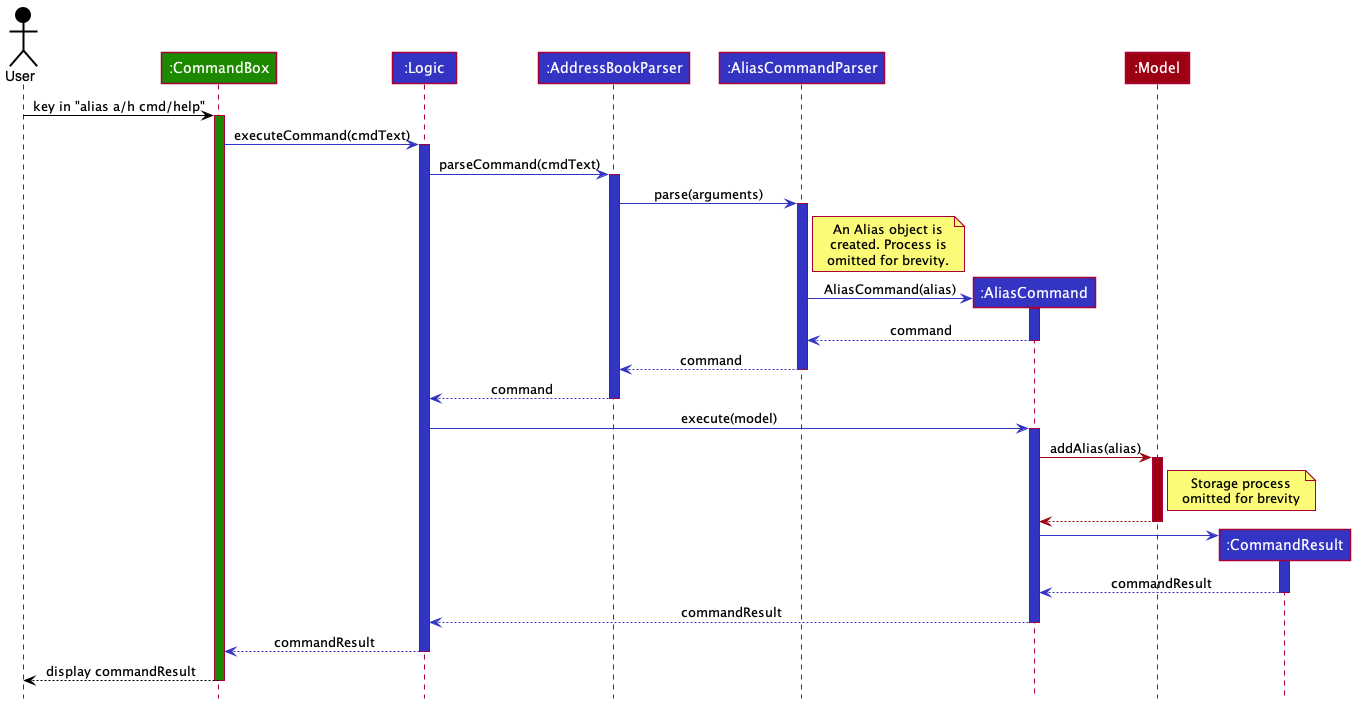 User
:CommandBox
:Logic
:AddressBookParser
:AliasCommandParser
:Model
key in "alias a/h cmd/help"
executeCommand(cmdText)
parseCommand(cmdText)
parse(arguments)
An Alias object is
created. Process is
omitted for brevity.
AliasCommand(alias)
:AliasCommand
command
command
command
execute(model)
addAlias(alias)
Storage process
omitted for brevity
:CommandResult
commandResult
commandResult
commandResult
display commandResult